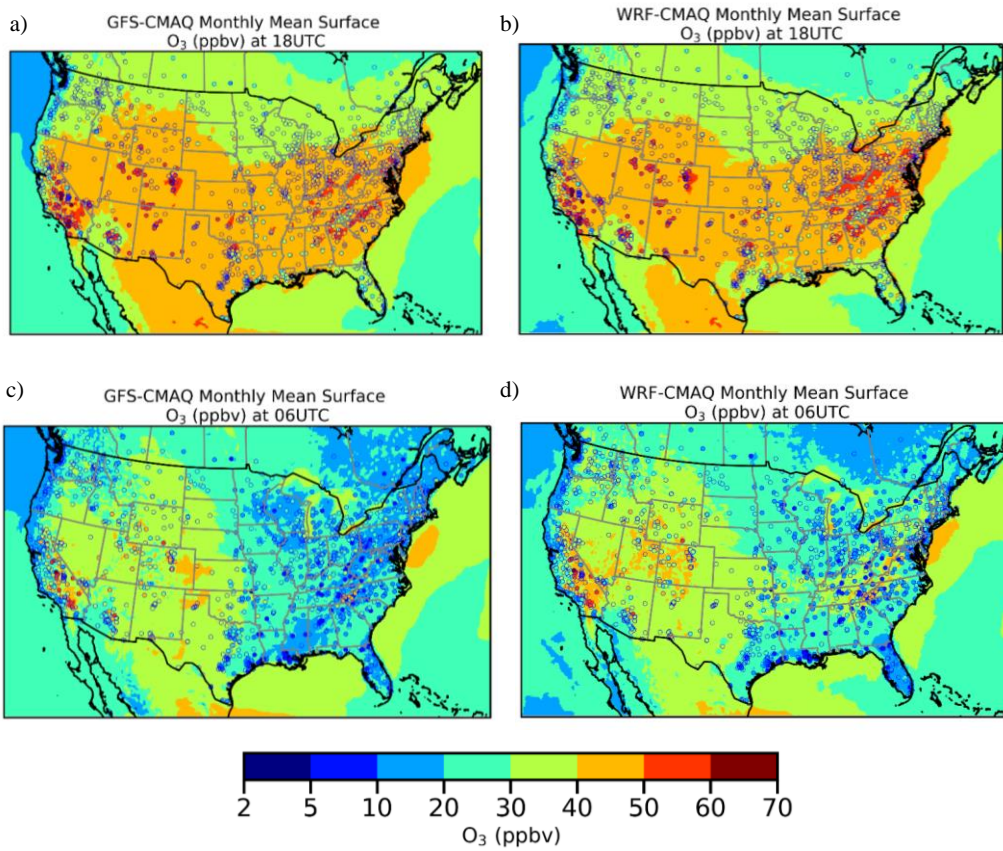 a)
GFS-CMAQ Monthly Mean Surface
O₃ (ppbv) at 18UTC
b)
WRF-CMAQ Monthly Mean Surface
O₃ (ppbv) at 18UTC
c)
GFS-CMAQ Monthly Mean Surface
O₃ (ppbv) at 06UTC
d)
WRF-CMAQ Monthly Mean Surface
O₃ (ppbv) at 06UTC
2 5 10 20 30 40 50 60 70
O₃ (ppbv)